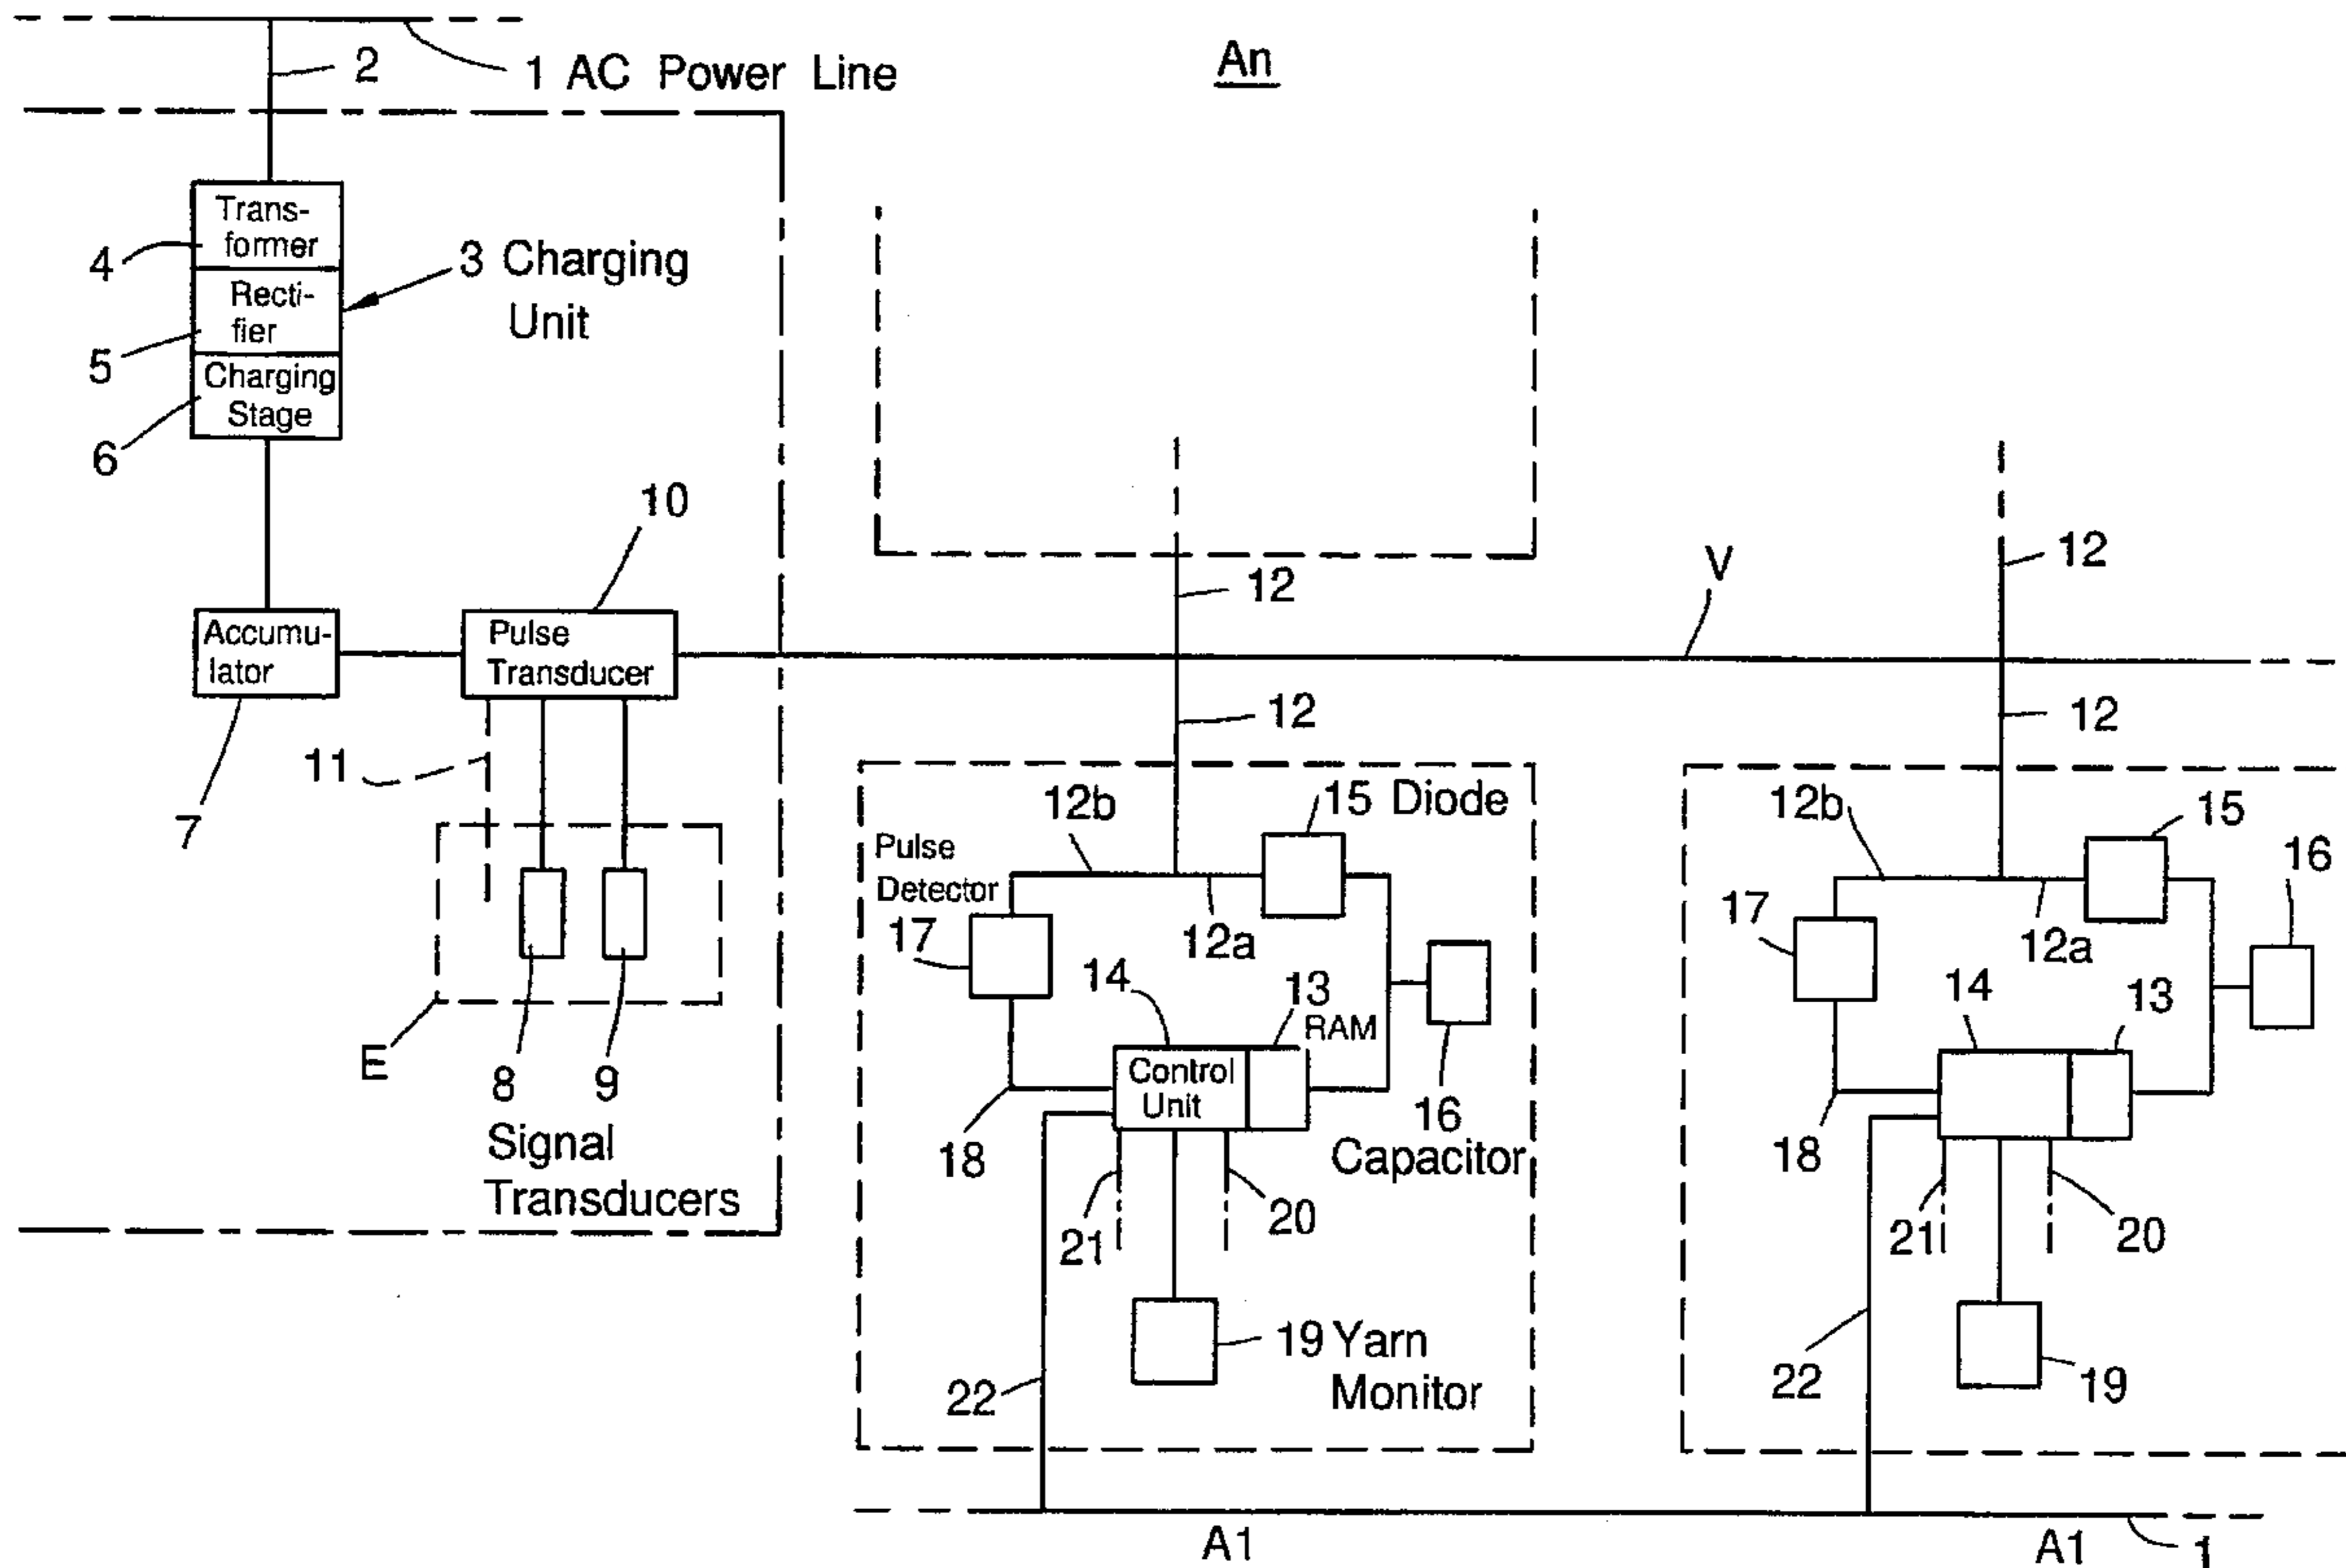 1 AC Power Line
2
An
Trans-
former
4
3 Charging
Unit
Recti-
fier
5
Charging
Stage
6
10
Accumu-
lator
Pulse
Transducer
7
11
E
8
9
Signal
Transducers
12
12
V
12
12
12b
15 Diode
Pulse
Detector
17
12a
14
13
RAM
Control
Unit
16
Capacitor
18
21
20
22
19 Yarn
Monitor
A1
12b
15
16
17
12a
14
13
18
21
20
22
19
A1
1